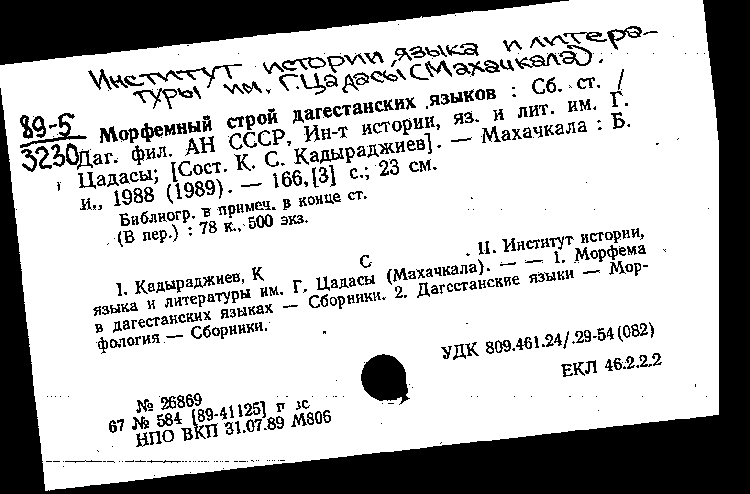 Институт истории, языка и литера-
туры им. Г.Цадасы (Махачкала).
89-5
3230
Морфемный строй дагестанских языков : Сб. ст. /
Даг. фил. АН СССР, Ин-т истории, яз. и лит. им. Г.
Цадасы; [Сост. К. С. Кадыраджиев]. — Махачкала : Б.
и., 1988 (1989). — 166,[3] с.; 23 см.
Библиогр. в примеч. в конце ст.
(В пер.) : 78 к., 500 экз.
I. Кадыраджиев, К С . II. Институт истории,
языка и литературы им. Г. Цадасы (Махачкала). — — 1. Морфема
в дагестанских языках — Сборники. 2. Дагестанские языки — Мор-
фология — Сборники.
УДК 809.461.24/.29-54 (082)
ЕКЛ 46.2.2.2
№ 26869
67 № 584 [89-41125] п зс
НПО ВКП 31.07.89 М806